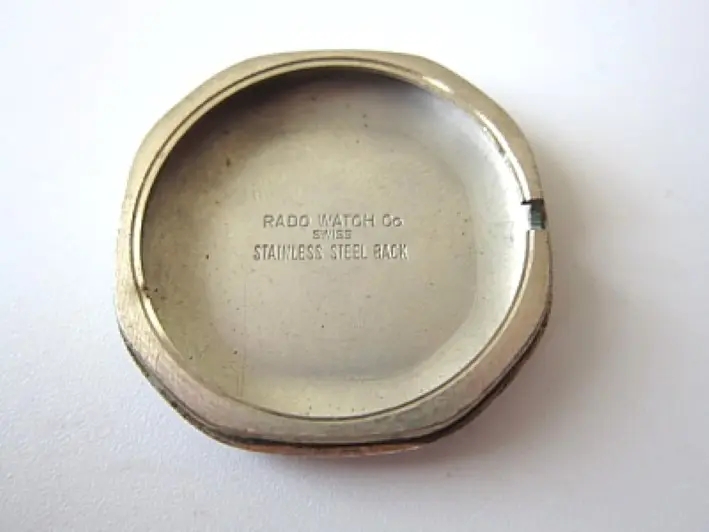 RADO WATCH Co
SWISS
STAINLESS STEEL BACK